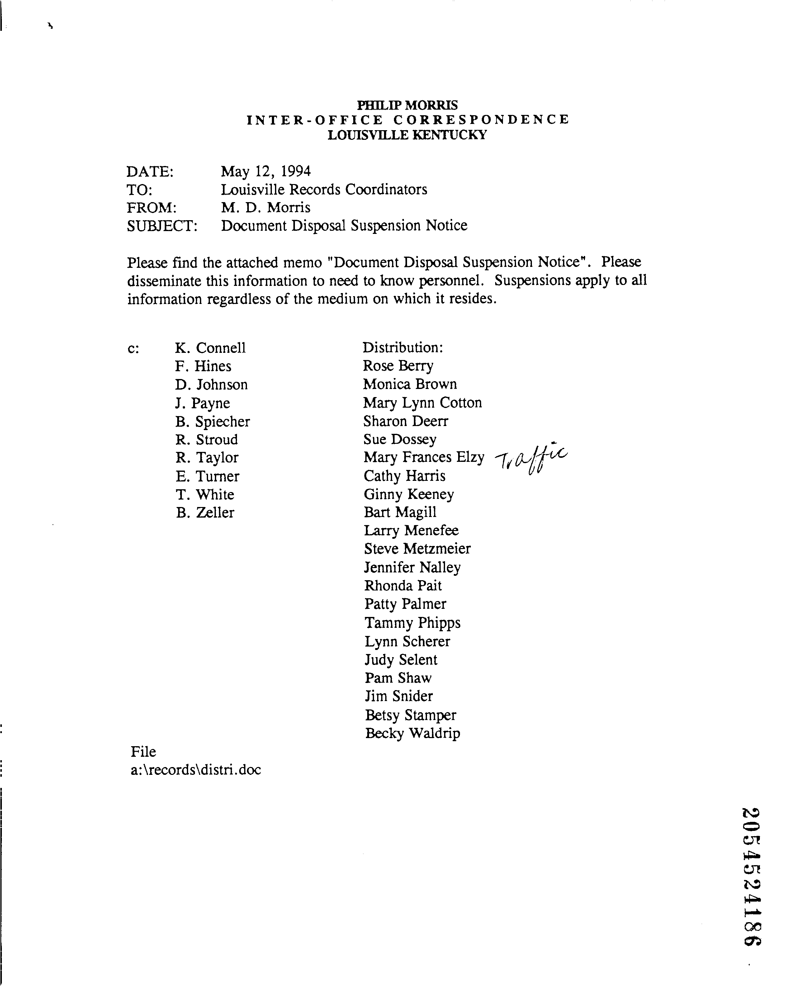 PHILIP MORRIS
INTER-OFFICE CORRESPONDENCE
LOUISVILLE KENTUCKY
DATE: May 12, 1994
TO: Louisville Records Coordinators
FROM: M. D. Morris
SUBJECT: Document Disposal Suspension Notice
Please find the attached memo "Document Disposal Suspension Notice". Please
disseminate this information to need to know personnel. Suspensions apply to all
information regardless of the medium on which it resides.
c: K. Connell
F. Hines
D. Johnson
J. Payne
B. Spiecher
R. Stroud
R. Taylor
E. Turner
T. White
B. Zeller
Distribution:
Rose Berry
Monica Brown
Mary Lynn Cotton
Sharon Deerr
Sue Dossey
Mary Frances Elzy Traffic
Cathy Harris
Ginny Keeney
Bart Magill
Larry Menefee
Steve Metzmeier
Jennifer Nalley
Rhonda Pait
Patty Palmer
Tammy Phipps
Lynn Scherer
Judy Selent
Pam Shaw
Jim Snider
Betsy Stamper
Becky Waldrip
File
a:\records\distri.doc
2054524186